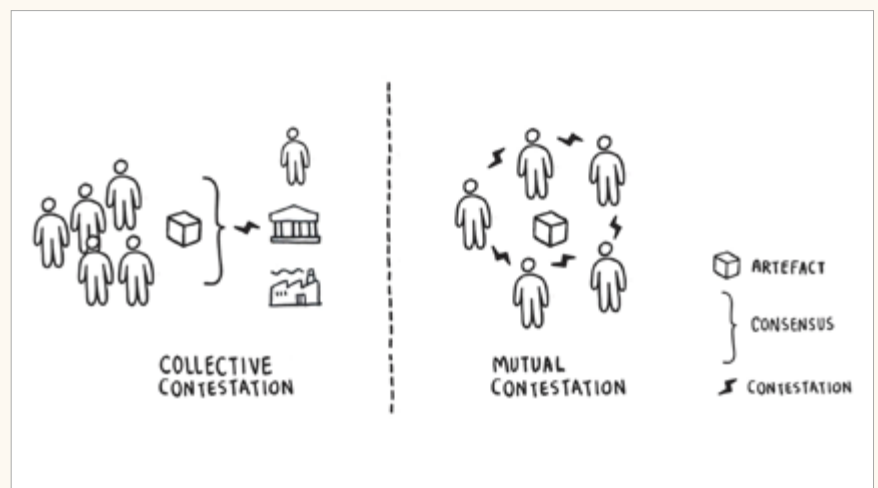 COLLECTIVE
CONTESTATION
MUTUAL
CONTESTATION
ARTEFACT
CONSENSUS
CONTESTATION